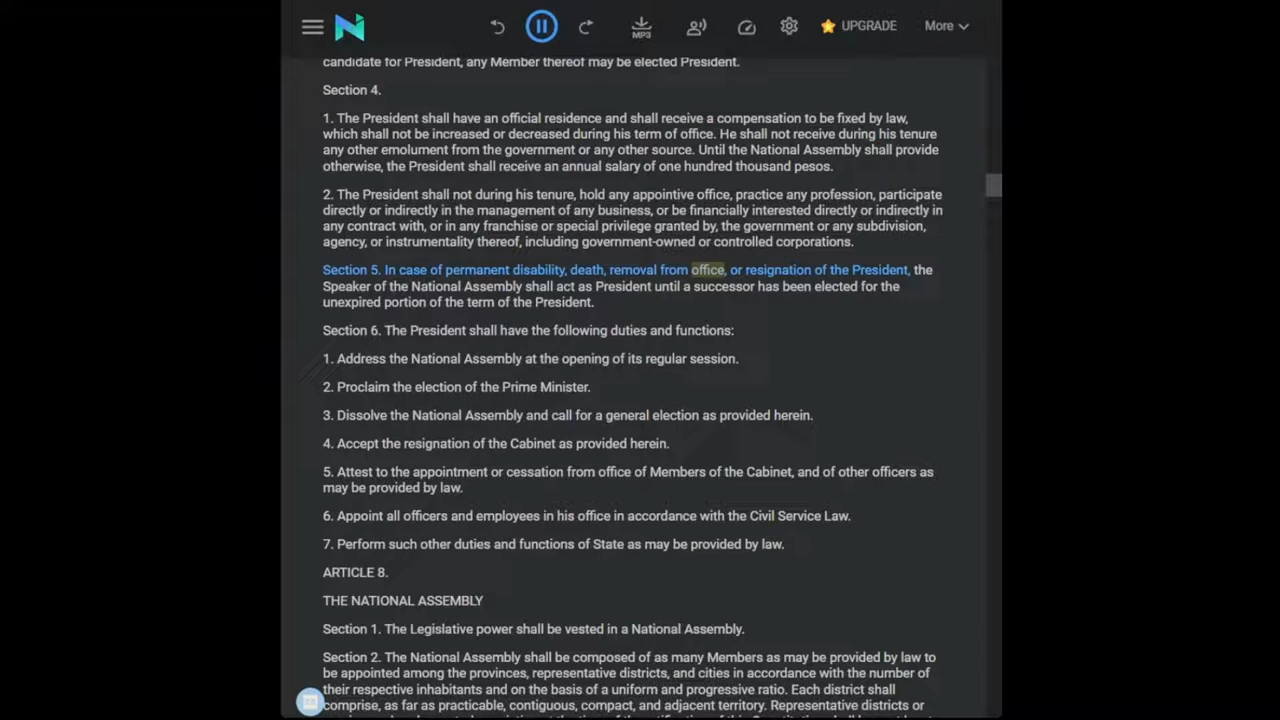 MP3
UPGRADE
More
candidate for President, any Member thereof may be elected President.
Section 4.
1. The President shall have an official residence and shall receive a compensation to be fixed by law,
which shall not be increased or decreased during his term of office. He shall not receive during his tenure
any other emolument from the government or any other source. Until the National Assembly shall provide
otherwise, the President shall receive an annual salary of one hundred thousand pesos.
2. The President shall not during his tenure, hold any appointive office, practice any profession, participate
directly or indirectly in the management of any business, or be financially interested directly or indirectly in
any contract with, or in any franchise or special privilege granted by, the government or any subdivision,
agency, or instrumentality thereof, including government-owned or controlled corporations.
Section 5. In case of permanent disability, death, removal from office, or resignation of the President, the
Speaker of the National Assembly shall act as President until a successor has been elected for the
unexpired portion of the term of the President.
Section 6. The President shall have the following duties and functions:
1. Address the National Assembly at the opening of its regular session.
2. Proclaim the election of the Prime Minister.
3. Dissolve the National Assembly and call for a general election as provided herein.
4. Accept the resignation of the Cabinet as provided herein.
5. Attest to the appointment or cessation from office of Members of the Cabinet, and of other officers as
may be provided by law.
6. Appoint all officers and employees in his office in accordance with the Civil Service Law.
7. Perform such other duties and functions of State as may be provided by law.
ARTICLE 8.
THE NATIONAL ASSEMBLY
Section 1. The Legislative power shall be vested in a National Assembly.
Section 2. The National Assembly shall be composed of as many Members as may be provided by law to
be appointed among the provinces, representative districts, and cities in accordance with the number of
their respective inhabitants and on the basis of a uniform and progressive ratio. Each district shall
comprise, as far as practicable, contiguous, compact, and adjacent territory. Representative districts or